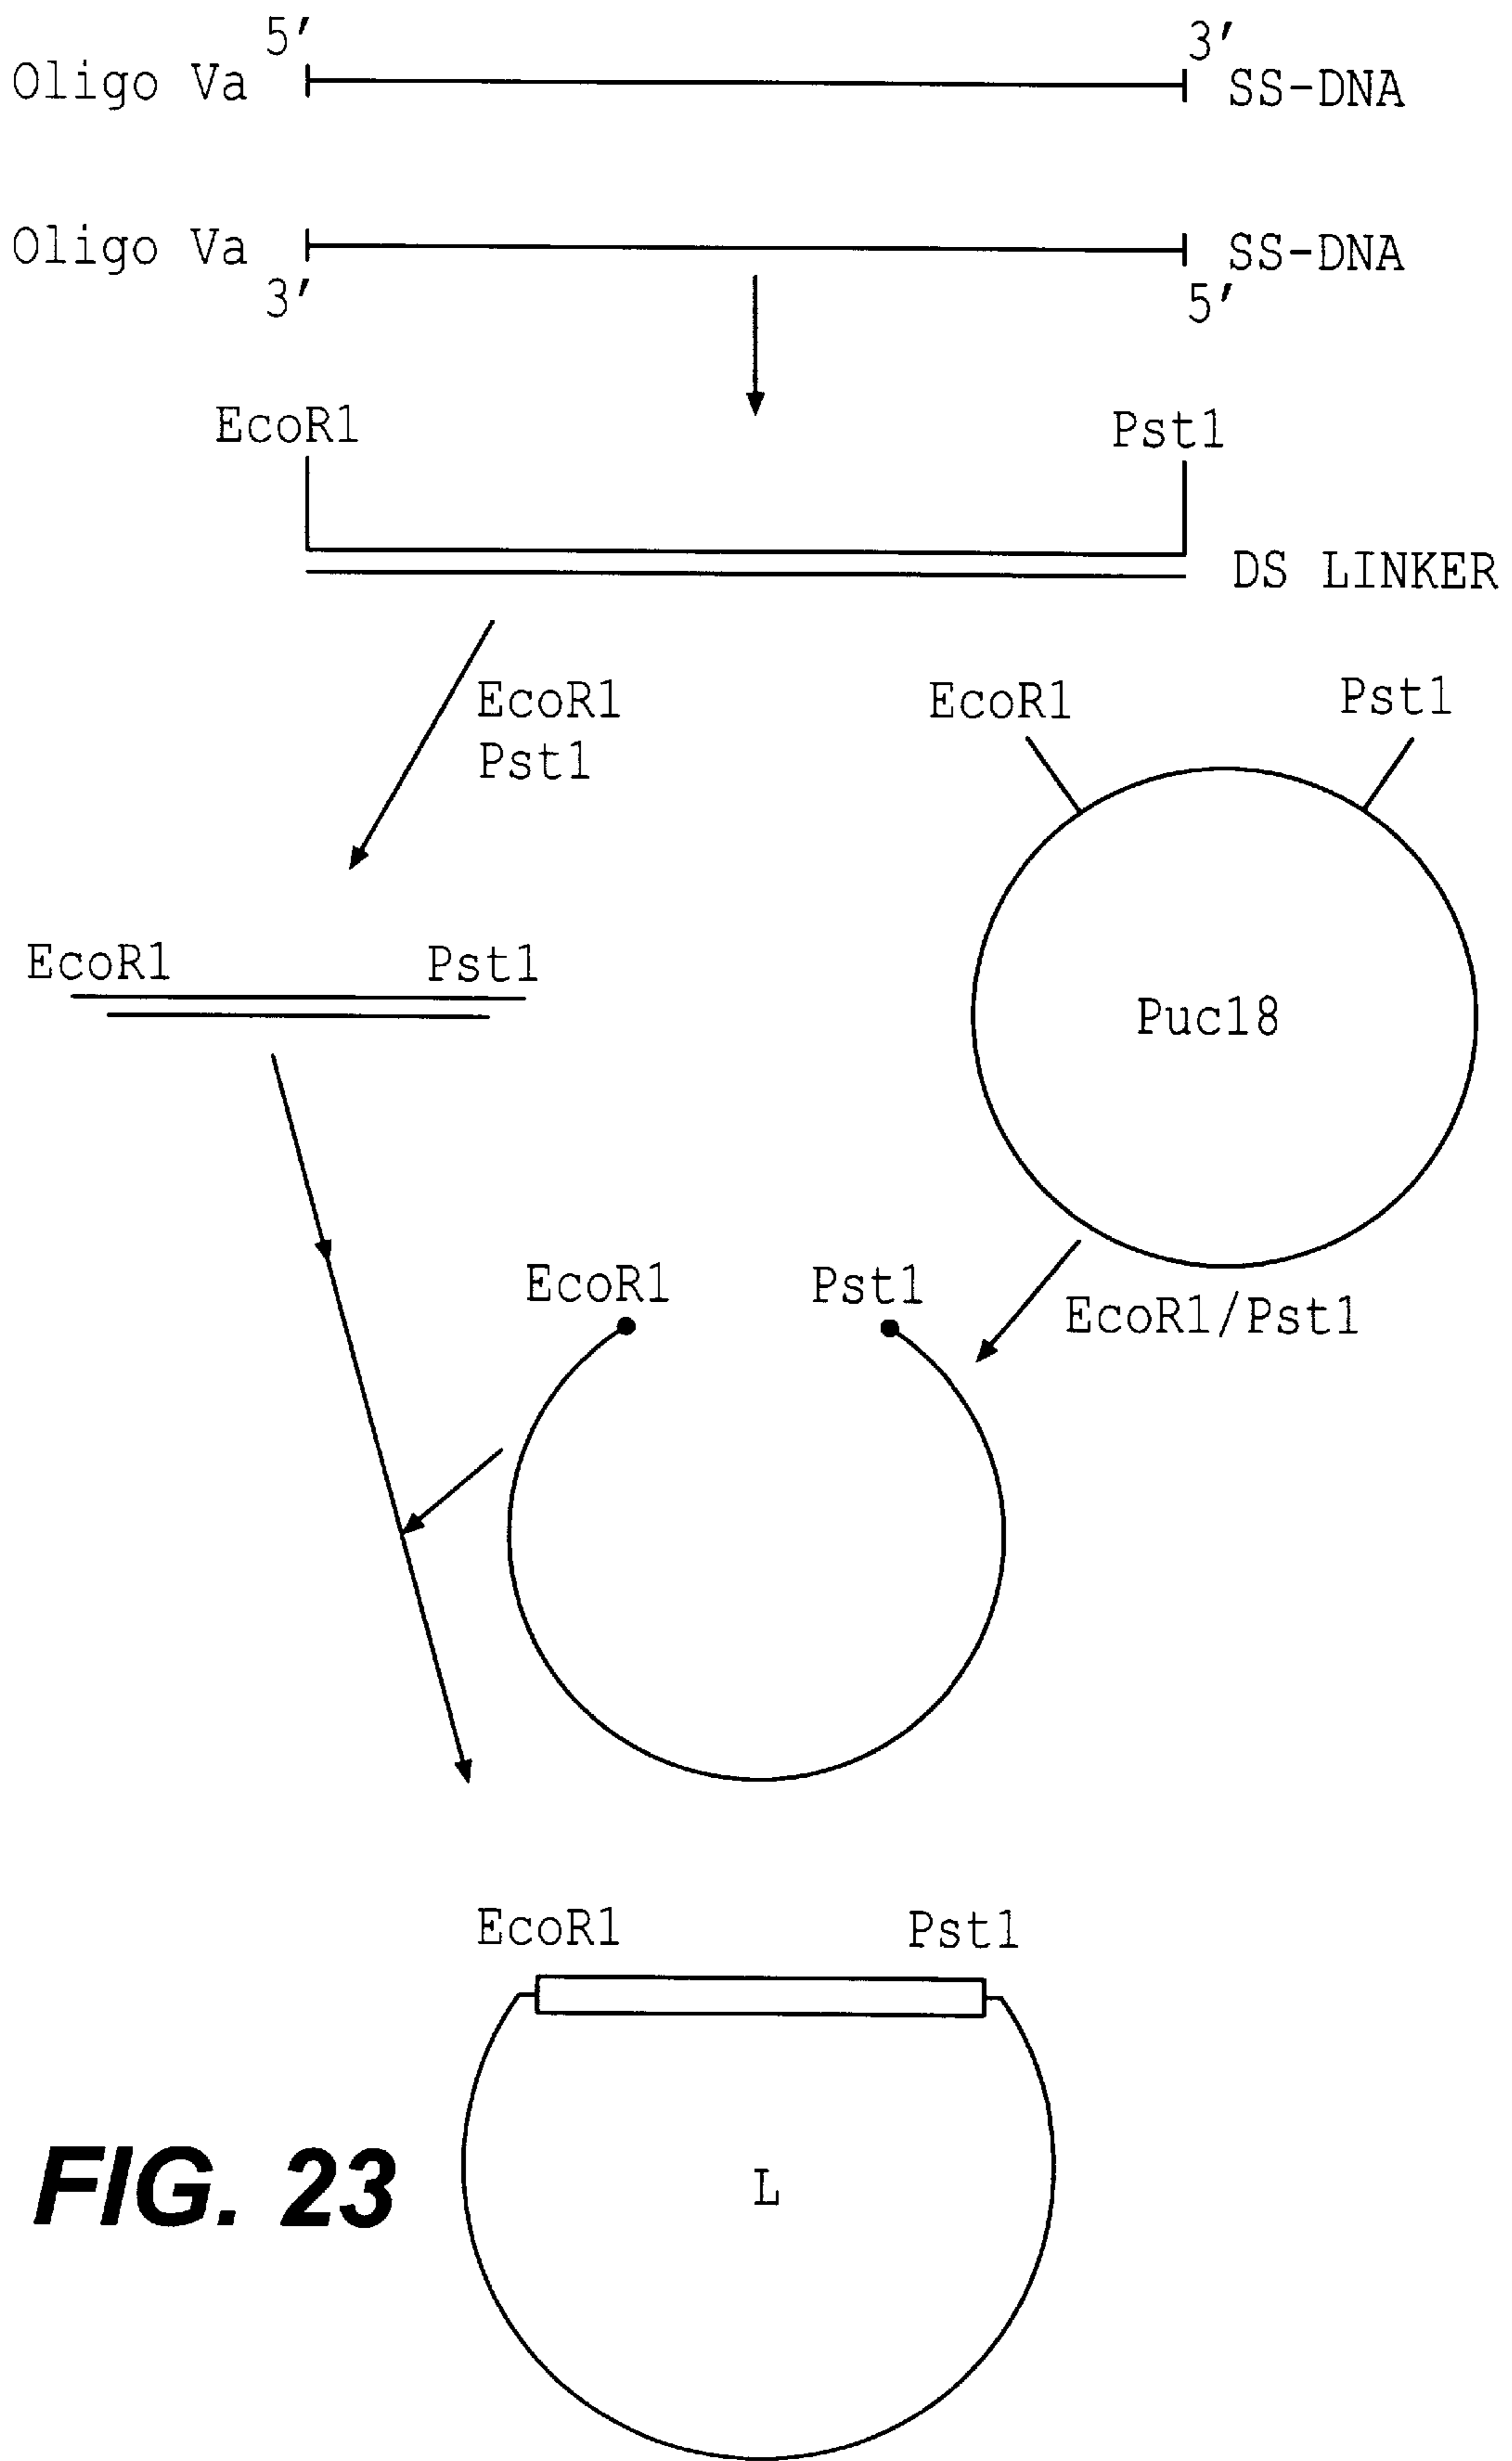 5'
3'
Oligo Va
SS-DNA
Oligo Va
SS-DNA
3'
5'
EcoR1
Pst1
DS LINKER
EcoR1
Pst1
EcoR1
Pst1
EcoR1
Pst1
Puc18
EcoR1
Pst1
EcoR1/Pst1
EcoR1
Pst1
L
FIG. 23